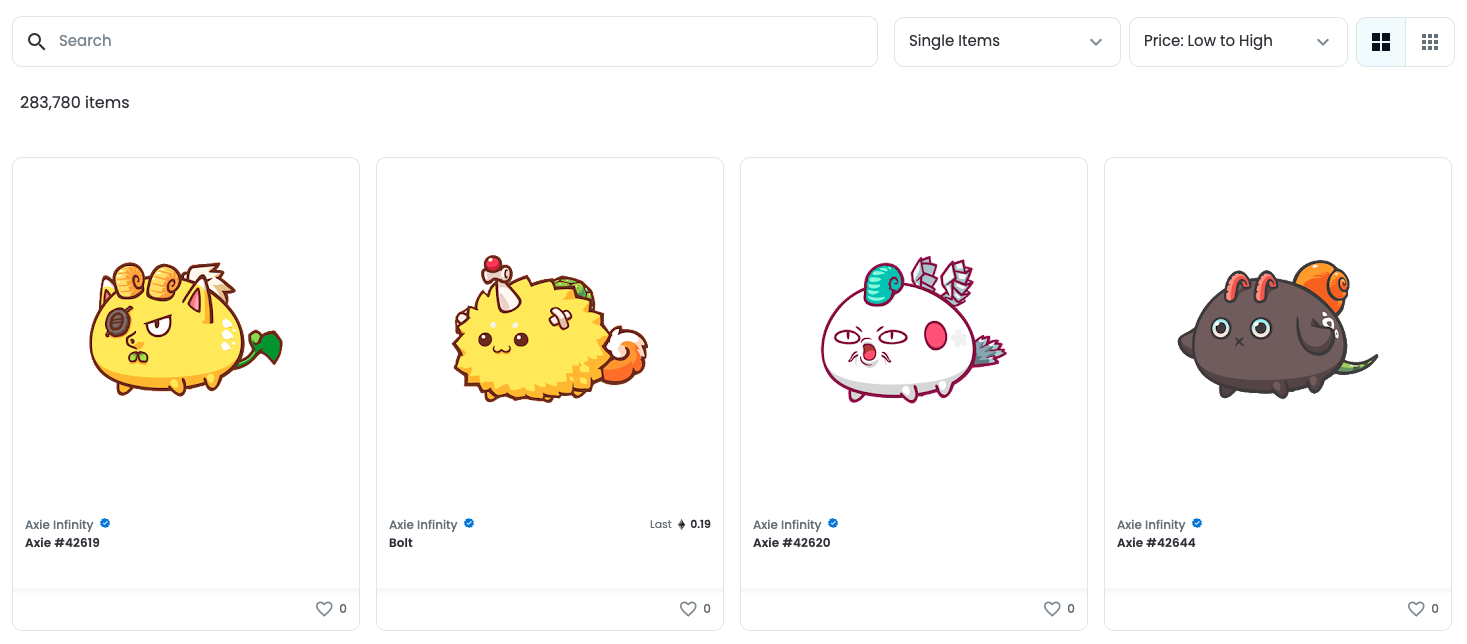 Search
Single Items
Price: Low to High
283,780 items
Axie Infinity
Axie #42619
0
Axie Infinity
Last 0.19
Bolt
0
Axie Infinity
Axie #42620
0
Axie Infinity
Axie #42644
0